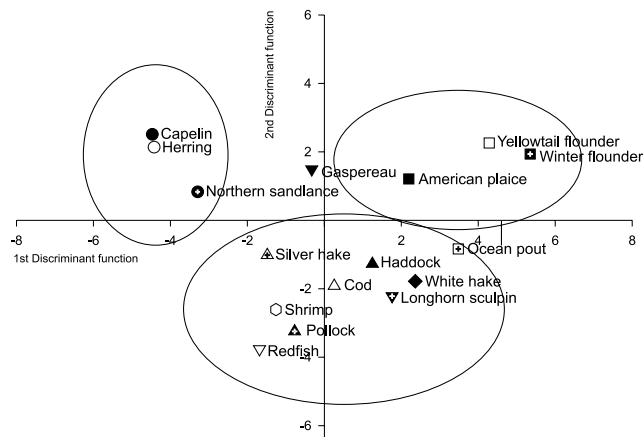 6
4
2
-2
-4
-6
-8
-6
-4
-2
0
2
4
6
8
2nd Discriminant function
1st Discriminant function
Capelin
Herring
Northern sandlance
Gaspereau
Yellowtail flounder
Winter flounder
American plaice
Ocean pout
Silver hake
Haddock
White hake
Cod
Longhorn sculpin
Shrimp
Pollock
Redfish